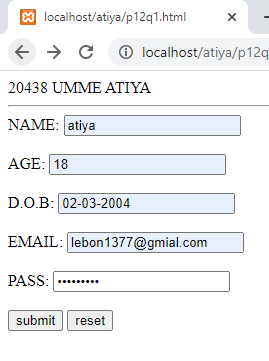 localhost/atiya/p12q1.html
localhost/atiya/p12q
20438 UMME ATIYA
NAME: atiya
AGE: 18
D.O.B: 02-03-2004
EMAIL: lebon1377@gmial.com
PASS: •••••••••
submit reset